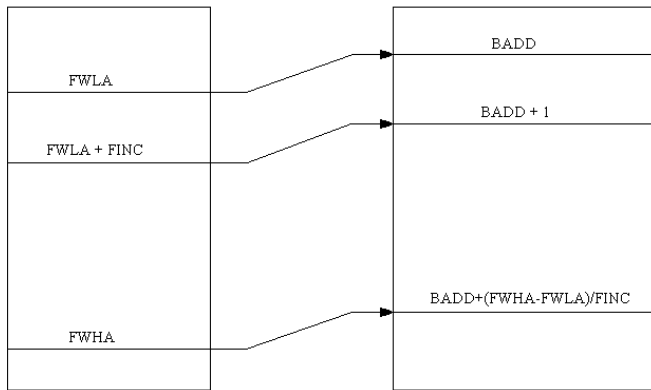 BADD
FWLA
BADD + 1
FWLA + FINC
BADD+(FWHA-FWLA)/FINC
FWHA